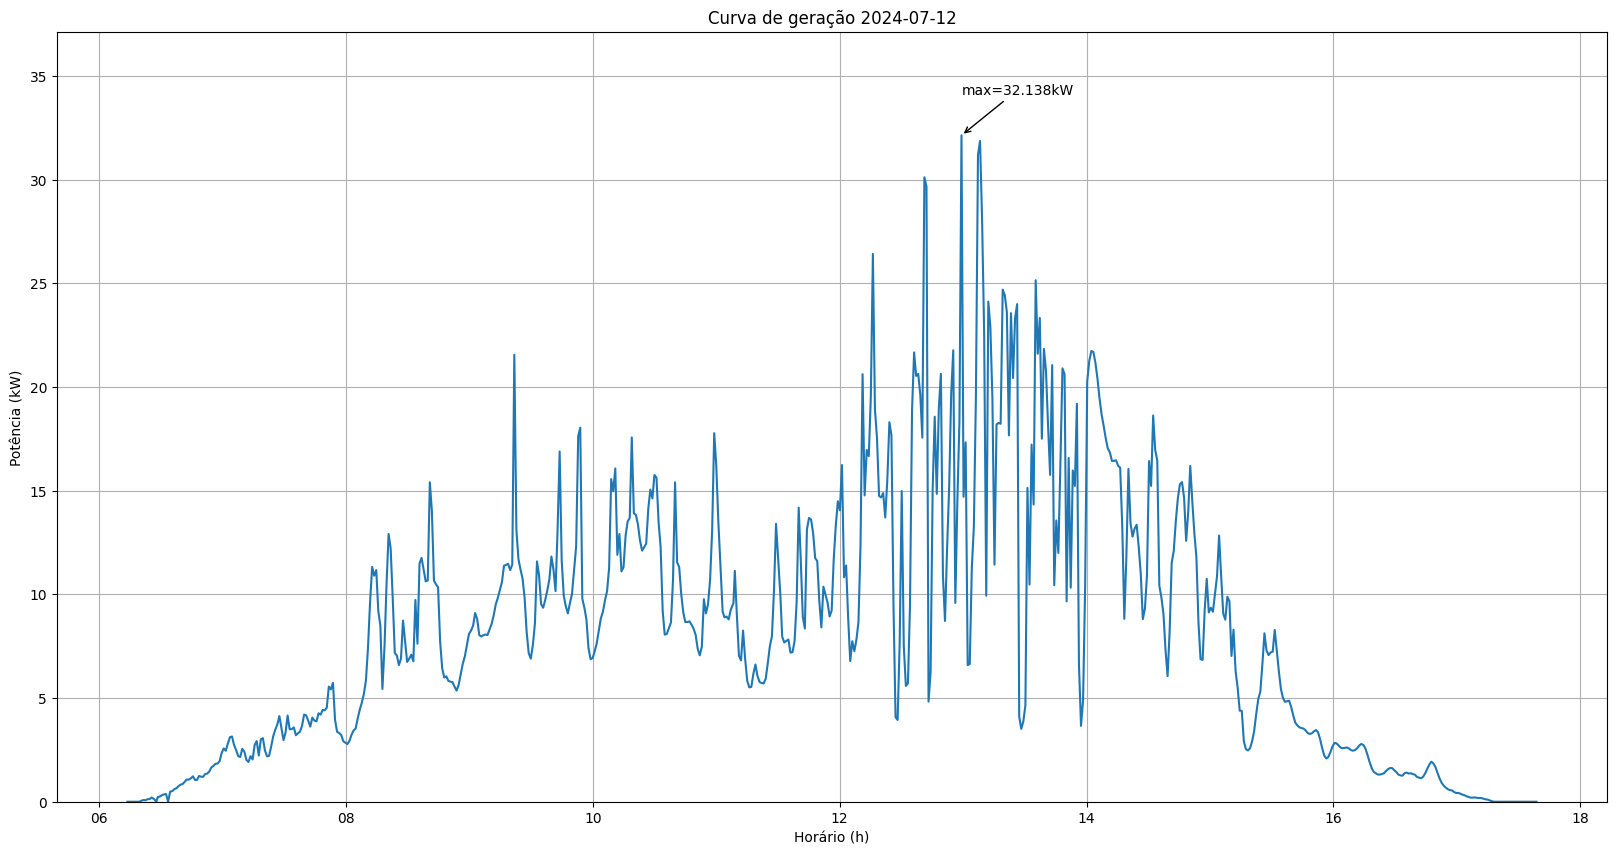 Curva de geração 2024-07-12
max=32.138kW
Potência (kW)
35
30
25
20
15
10
5
0
06 08 10 12 14 16 18
Horário (h)